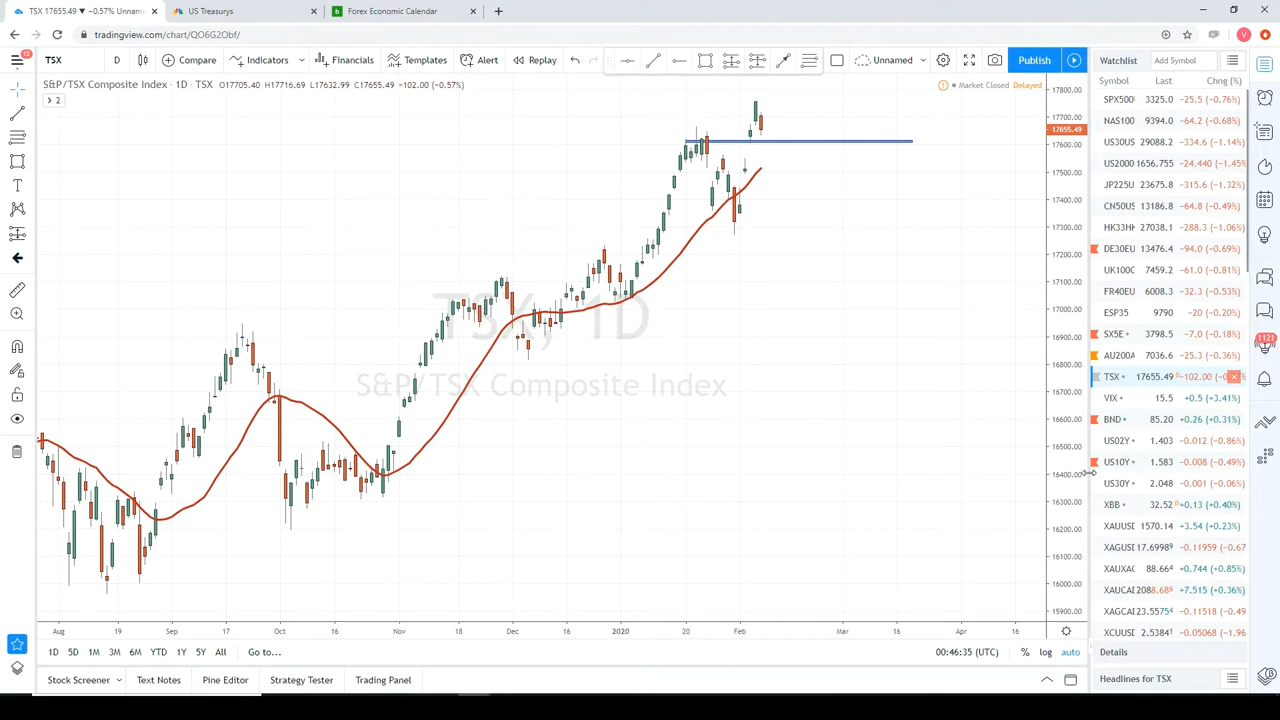 TSX 17655.49 ▼ −0.57% Unnam
US Treasurys
Forex Economic Calendar
tradingview.com/chart/QO6G2Obf/
TSX
D
Compare
Indicators
Financials
Templates
Alert
Replay
Unnamed
Publish
Watchlist
Add Symbol
S&P/TSX Composite Index · 1D · TSX O17705.40 H17716.69 L17632.99 C17655.49 −102.00 (−0.57%)
Market Closed Delayed
2
Symbol Last Chng (%)
SPX500 3325.0 −25.5 (−0.76%)
NAS100 9394.0 −64.2 (−0.68%)
US30U 29088.2 −334.6 (−1.14%)
US2000 1656.755 −24.440 (−1.45%)
JP225U 23675.8 −315.6 (−1.32%)
CN50US 13186.8 −64.8 (−0.49%)
HK33H 27038.1 −288.3 (−1.06%)
DE30EU 13476.4 −94.0 (−0.69%)
UK100G 7459.2 −61.0 (−0.81%)
FR40EU 6008.3 −32.3 (−0.53%)
ESP35 9790 −20 (−0.20%)
SX5E 3798.5 −7.0 (−0.18%)
AU200A 7036.6 −25.3 (−0.36%)
TSX 17655.49 D −102.00
VIX 15.5 +0.5 (+3.41%)
BND 85.20 +0.26 (+0.31%)
US02Y 1.403 −0.012 (−0.86%)
US10Y 1.583 −0.008 (−0.49%)
US30Y 2.048 −0.001 (−0.06%)
XBB 32.52 D +0.13 (+0.40%)
XAUUSD 1570.14 +3.54 (+0.23%)
XAGUSD 17.6998 −0.11959 (−0.67
XAUXAG 88.664 +0.744 (+0.85%)
XAUCAD 2088.686 +7.515 (+0.36%)
XAGCAD 23.5575 −0.11518 (−0.49
XCUUSD 2.5384 −0.05068 (−1.96
Details
Headlines for TSX
1121
12
17800.00
17700.00
17655.49
17600.00
17500.00
17400.00
17300.00
17200.00
17100.00
17000.00
16900.00
16800.00
16700.00
16600.00
16500.00
16400.00
16300.00
16200.00
16100.00
16000.00
15900.00
TSX, 1D
S&P/TSX Composite Index
Aug 19 Sep 17 Oct 16 Nov 18 Dec 16 2020 20 Feb Mar 16 Apr 16
1D 5D 1M 3M 6M YTD 1Y 5Y All Go to...
00:46:35 (UTC) % log auto
Stock Screener Text Notes Pine Editor Strategy Tester Trading Panel